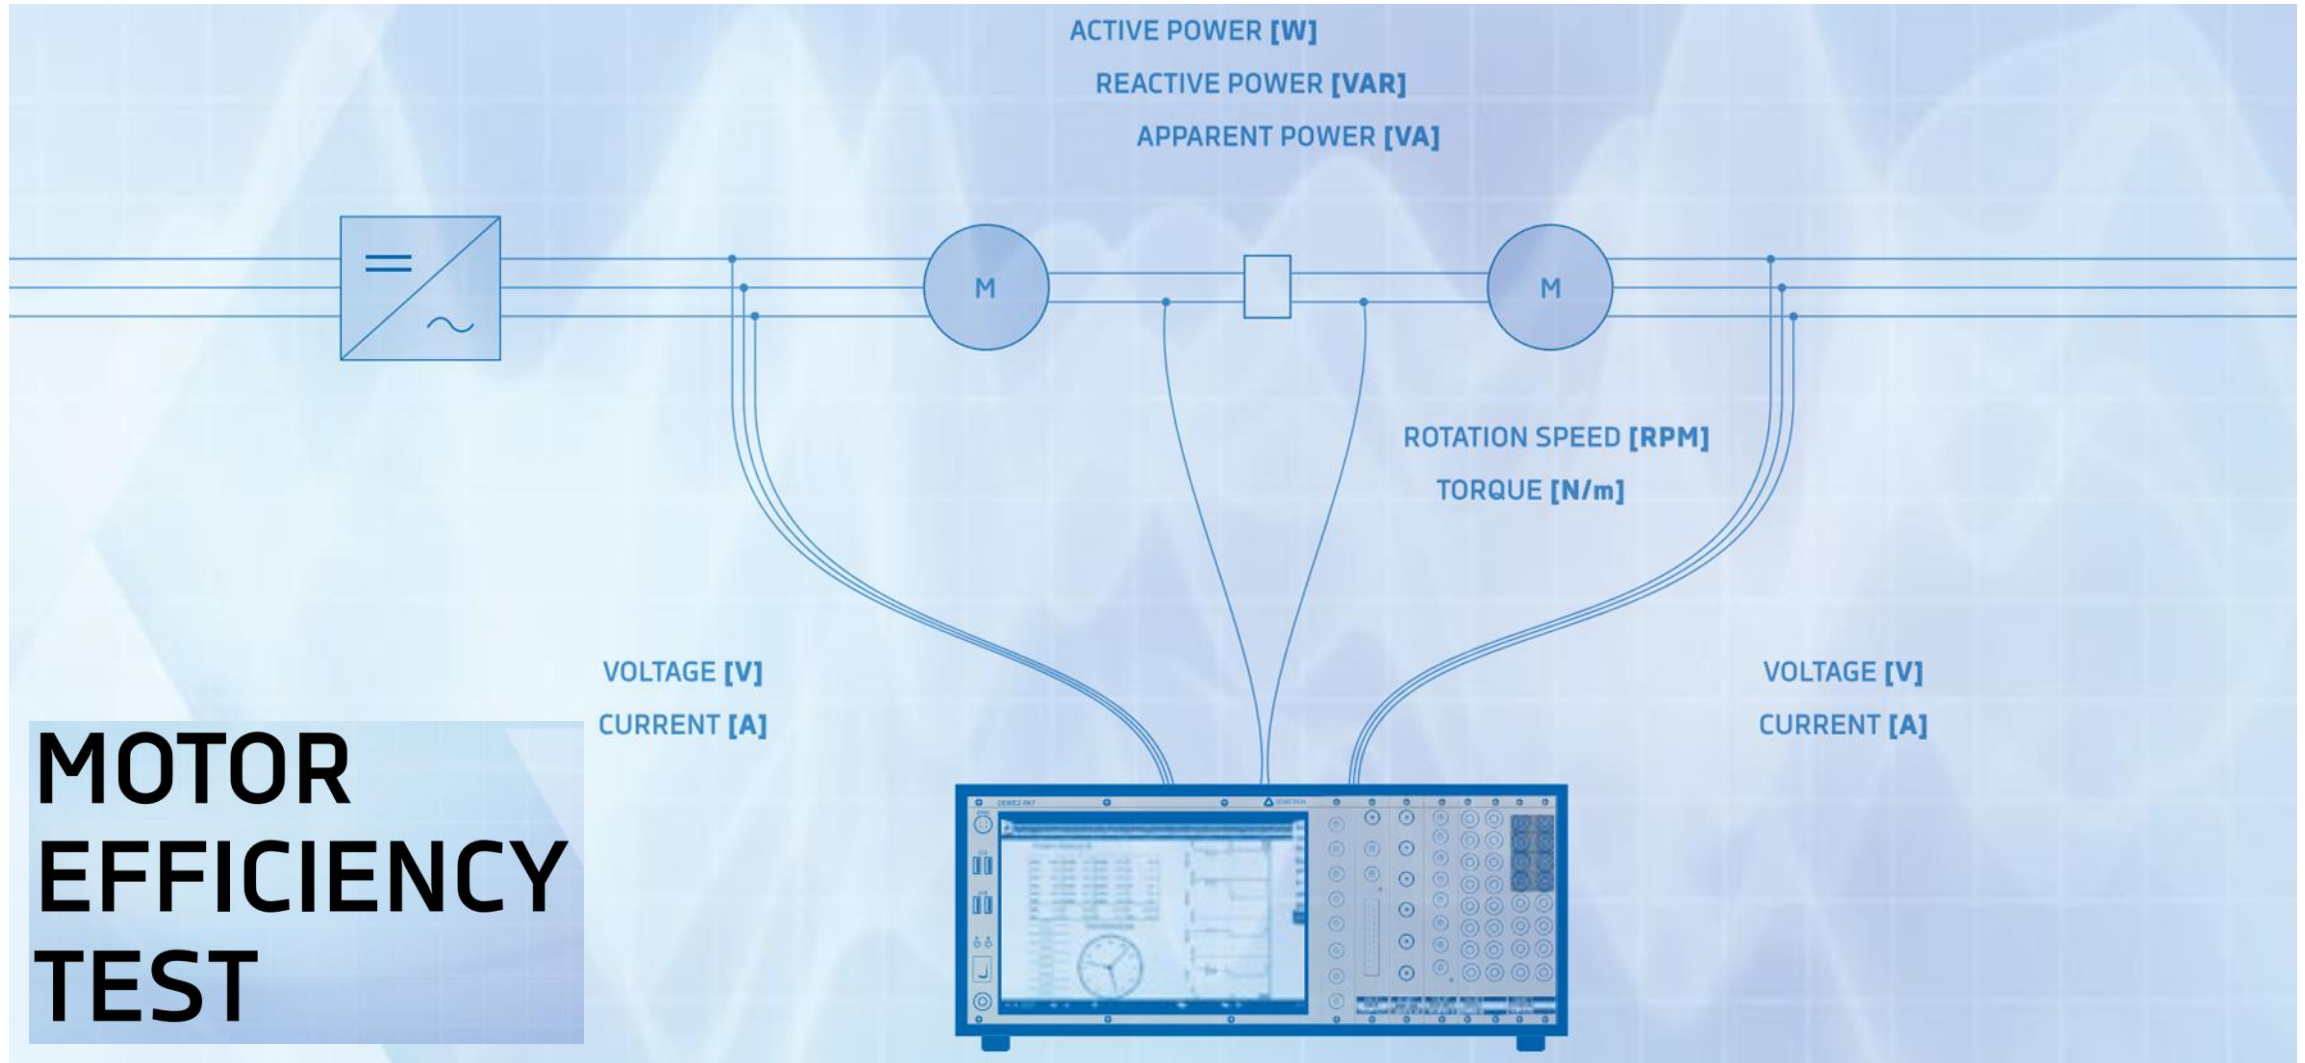 ACTIVE POWER [W]
REACTIVE POWER [VAR]
APPARENT POWER [VA]
M
M
ROTATION SPEED [RPM]
TORQUE [N/m]
VOLTAGE [V]
CURRENT [A]
VOLTAGE [V]
CURRENT [A]
MOTOR
EFFICIENCY
TEST